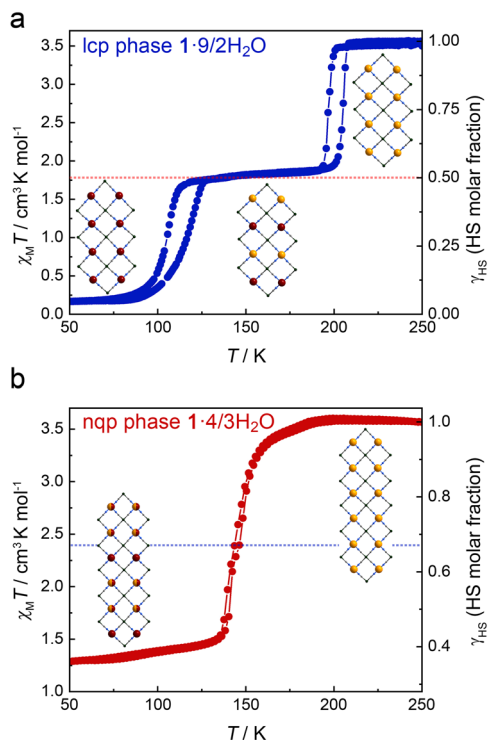 a
lcp phase 1·9/2H₂O
3.5
3.0
2.5
2.0
1.5
1.0
0.5
0.0
χ_M T / cm³ K mol⁻¹
1.00
0.75
0.50
0.25
0.00
γ_HS (HS molar fraction)
50 100 150 200 250
T / K
b
nqp phase 1·4/3H₂O
3.5
3.0
2.5
2.0
1.5
1.0
χ_M T / cm³ K mol⁻¹
1.0
0.8
0.6
0.4
γ_HS (HS molar fraction)
50 100 150 200 250
T / K